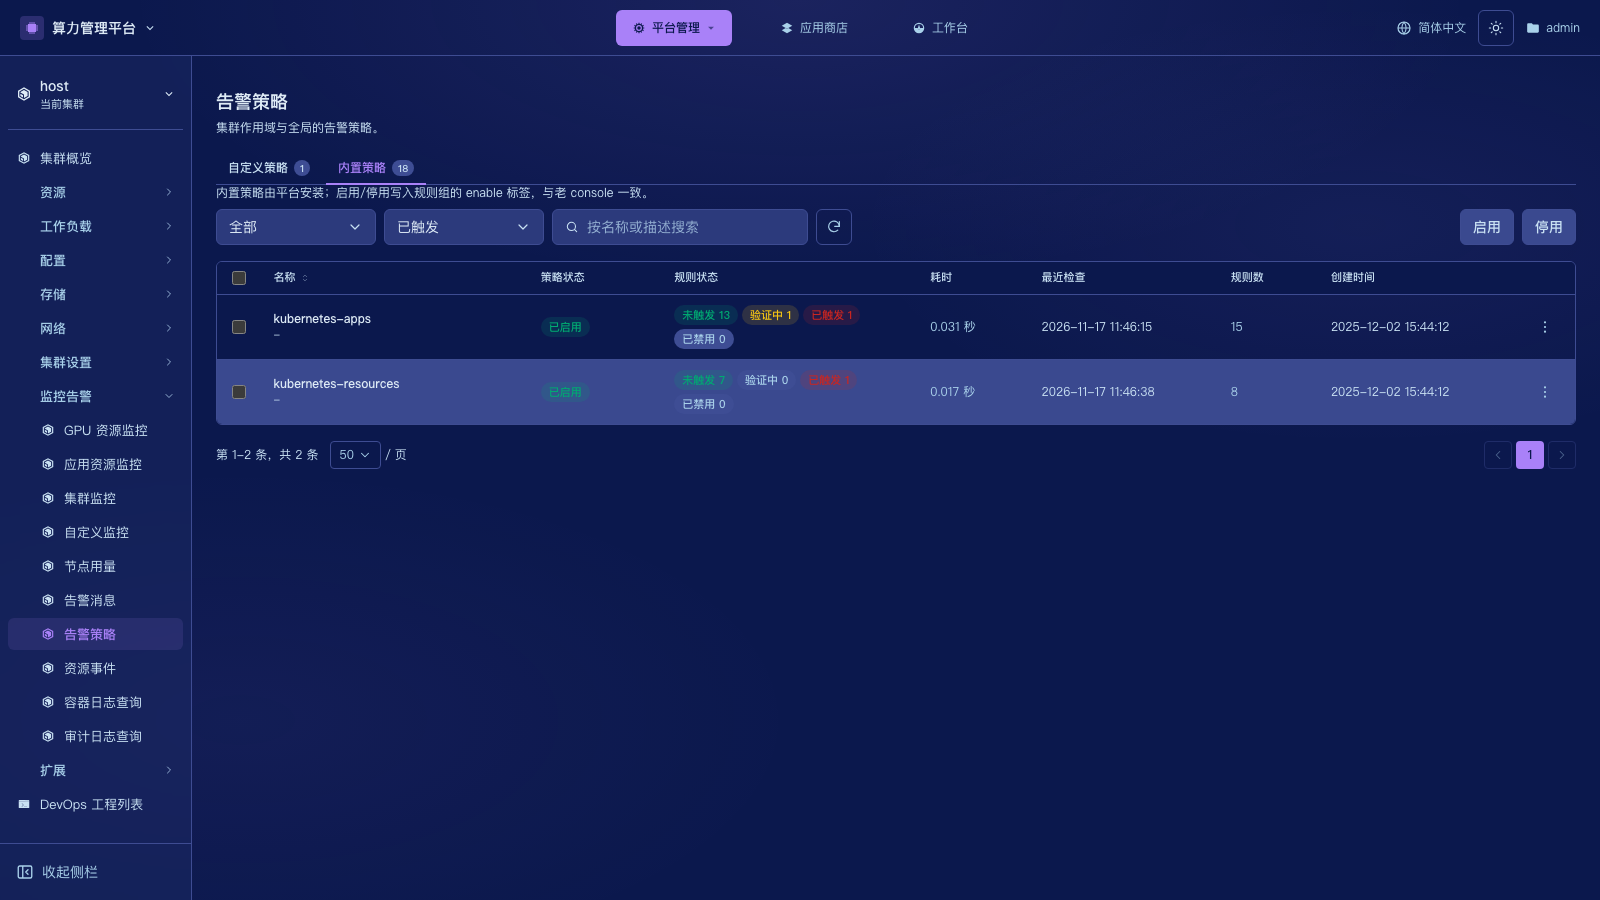 算力管理平台
平台管理
应用商店
工作台
简体中文
admin
host
当前集群
集群概览
资源
工作负载
配置
存储
网络
集群设置
监控告警
GPU 资源监控
应用资源监控
集群监控
自定义监控
节点用量
告警消息
告警策略
资源事件
容器日志查询
审计日志查询
扩展
DevOps 工程列表
收起侧栏
告警策略
集群作用域与全局的告警策略。
自定义策略 1
内置策略 18
内置策略由平台安装；启用/停用写入规则组的 enable 标签，与老 console 一致。
全部
已触发
按名称或描述搜索
启用
停用
名称 策略状态 规则状态 耗时 最近检查 规则数 创建时间
kubernetes-apps
–
已启用
未触发 13 验证中 1 已触发 1
已禁用 0
0.031 秒
2026-11-17 11:46:15
15
2025-12-02 15:44:12
kubernetes-resources
–
已启用
未触发 7 验证中 0 已触发 1
已禁用 0
0.017 秒
2026-11-17 11:46:38
8
2025-12-02 15:44:12
第 1-2 条，共 2 条
50
/ 页
1